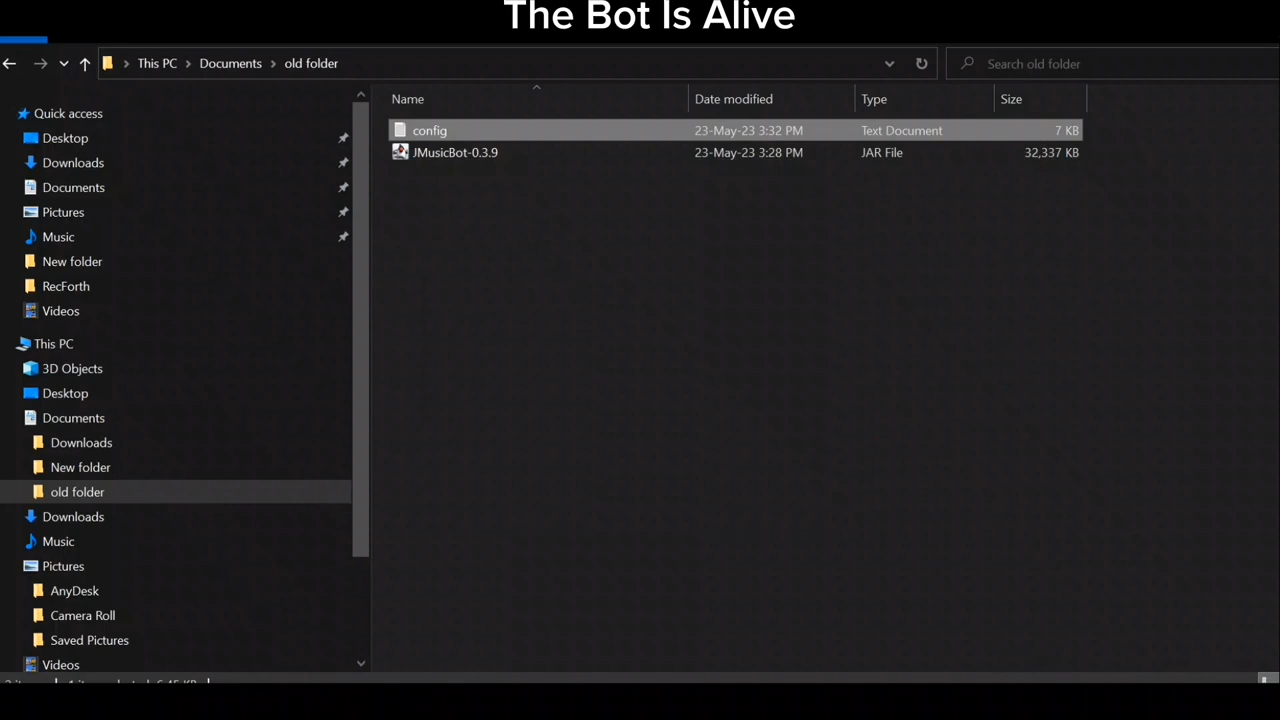 The Bot Is Alive
This PC Documents old folder
Search old folder
Quick access
Desktop
Downloads
Documents
Pictures
Music
New folder
RecForth
Videos
This PC
3D Objects
Desktop
Documents
Downloads
New folder
old folder
Downloads
Music
Pictures
AnyDesk
Camera Roll
Saved Pictures
Videos
Name Date modified Type Size
config 23-May-23 3:32 PM Text Document 7 KB
JMusicBot-0.3.9 23-May-23 3:28 PM JAR File 32,337 KB